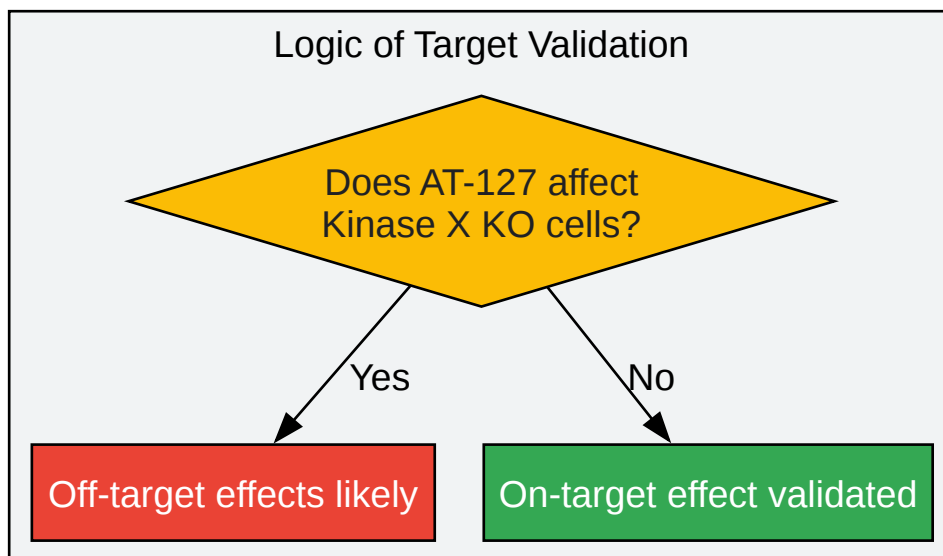 Logic of Target Validation
Does AT-127 affect
Kinase X KO cells?
Yes
No
Off-target effects likely
On-target effect validated